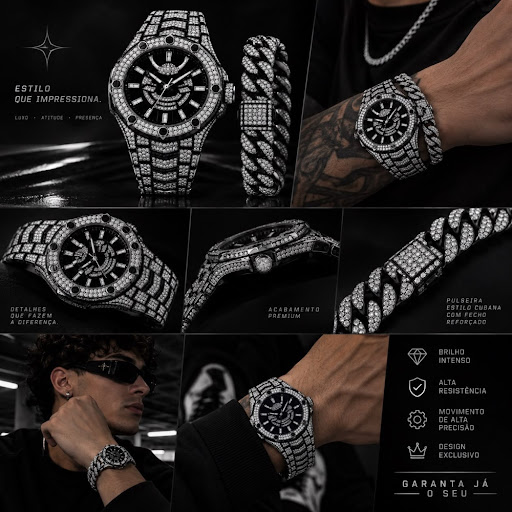 ESTILO
QUE IMPRESSIONA.
LUXO • ATITUDE • PRESENÇA
DETALHES
QUE FAZEM
A DIFERENÇA
ACABAMENTO
PREMIUM
PULSEIRA
ESTILO CUBANA
COM FECHO
REFORÇADO
BRILHO
INTENSO
ALTA
RESISTÊNCIA
MOVIMENTO
DE ALTA
PRECISÃO
DESIGN
EXCLUSIVO
GARANTA JÁ
O SEU